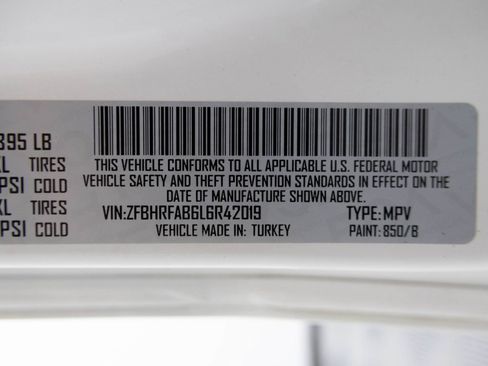 395 LB
TIRES
THIS VEHICLE CONFORMS TO ALL APPLICABLE U.S. FEDERAL MOTOR
PSI COLD
VEHICLE SAFETY AND THEFT PREVENTION STANDARDS IN EFFECT ON THE
DATE OF MANUFACTURE SHOWN ABOVE.
XL TIRES
VIN:ZFBHRFAB6L6R42019 TYPE: MPV
PSI COLD
VEHICLE MADE IN: TURKEY PAINT: 850/B